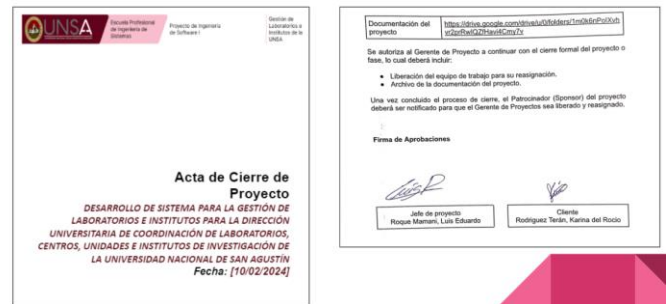 UNSA
Escuela Profesional
de Ingeniería de
Sistemas
Proyecto de Ingeniería
de Software I
Gestión de
Laboratorios e
Institutos de la
UNSA
Acta de Cierre de
Proyecto
DESARROLLO DE SISTEMA PARA LA GESTIÓN DE
LABORATORIOS E INSTITUTOS PARA LA DIRECCIÓN
UNIVERSITARIA DE COORDINACIÓN DE LABORATORIOS,
CENTROS, UNIDADES E INSTITUTOS DE INVESTIGACIÓN DE
LA UNIVERSIDAD NACIONAL DE SAN AGUSTÍN
Fecha: [10/02/2024]
Documentación del
proyecto
Se autoriza al Gerente de Proyecto a continuar con el cierre formal del proyecto o
fase, lo cual deberá incluir:
• Liberación del equipo de trabajo para su reasignación.
• Archivo de la documentación del proyecto.
Una vez concluido el proceso de cierre, el Patrocinador (Sponsor) del proyecto
deberá ser notificado para que el Gerente de Proyectos sea liberado y reasignado.
Firma de Aprobaciones
Jefe de proyecto
Roque Mamani, Luis Eduardo
Cliente
Rodriguez Terán, Karina del Rocio